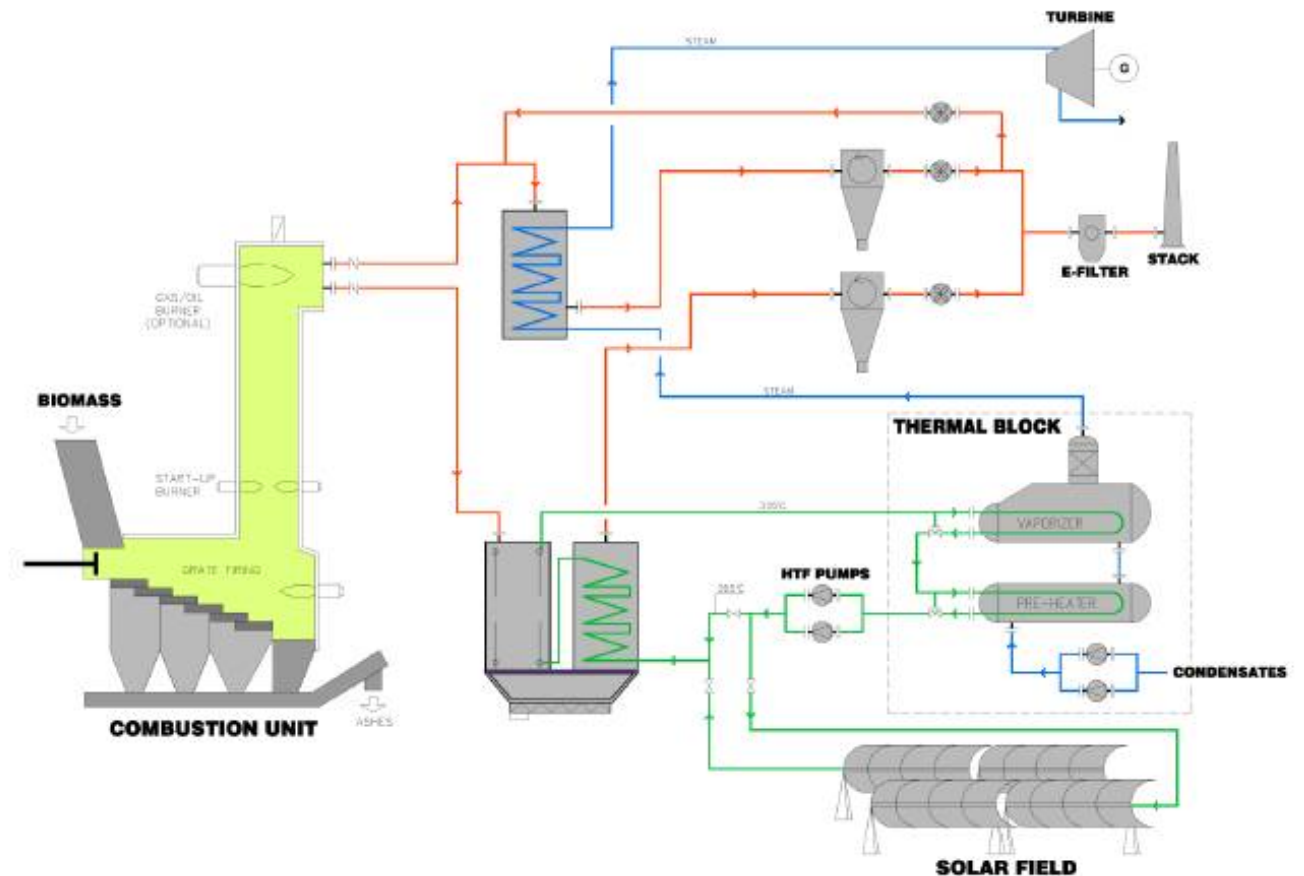 TURBINE
STEAM
G
E-FILTER
STACK
GAS/OIL
BURNER
(OPTIONAL)
BIOMASS
START-UP
BURNER
STEAM
THERMAL BLOCK
VAPORIZER
GRATE FIRING
HTF PUMPS
PRE-HEATER
CONDENSATES
COMBUSTION UNIT
ASHES
SOLAR FIELD